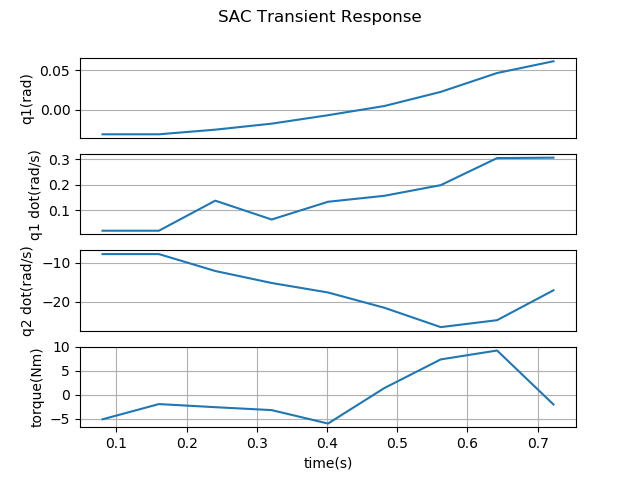 SAC Transient Response
q1(rad)
0.05
0.00
q1 dot(rad/s)
0.3
0.2
0.1
q2 dot(rad/s)
−10
−20
torque(Nm)
10
5
0
−5
0.1 0.2 0.3 0.4 0.5 0.6 0.7
time(s)